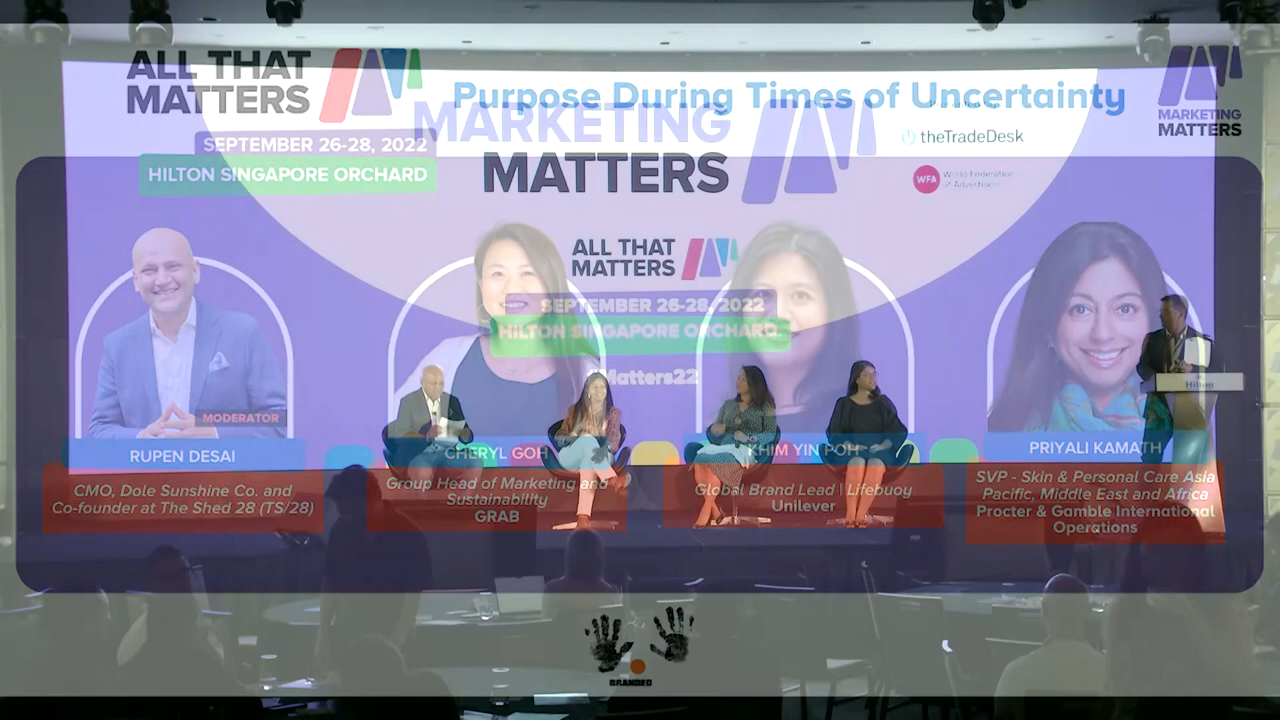 ALL THAT
MATTERS
SEPTEMBER 26-28, 2022
HILTON SINGAPORE ORCHARD
Purpose During Times of Uncertainty
MARKETING
MATTERS
theTradeDesk
WFA World Federation
of Advertisers
MARKETING
MATTERS
ALL THAT
MATTERS
SEPTEMBER 26-28, 2022
HILTON SINGAPORE ORCHARD
Matters22
MODERATOR
RUPEN DESAI
CMO, Dole Sunshine Co. and
Co-founder at The Shed 28 (TS/28)
CHERYL GOH
Group Head of Marketing and
Sustainability
GRAB
KHIM YIN POH
Global Brand Lead | Lifebuoy
Unilever
PRIYALI KAMATH
SVP - Skin & Personal Care Asia
Pacific, Middle East and Africa
Procter & Gamble International
Operations
Hilton
BRANDED